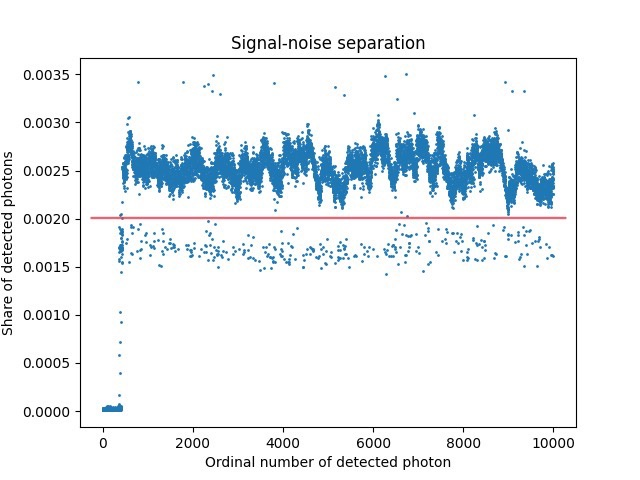 Signal-noise separation
Share of detected photons
0.0035
0.0030
0.0025
0.0020
0.0015
0.0010
0.0005
0.0000
0 2000 4000 6000 8000 10000
Ordinal number of detected photon